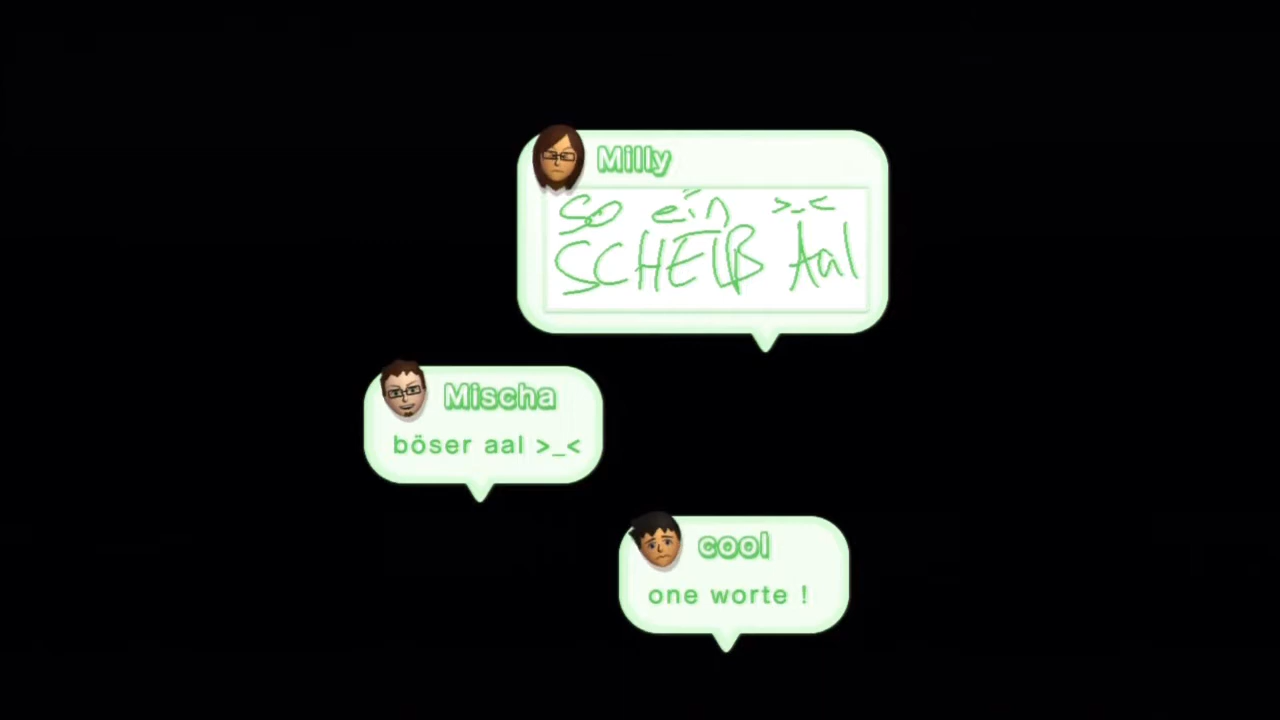 Milly
so ein >_<
SCHEIß Aal
Mischa
böser aal >_<
cool
one worte !